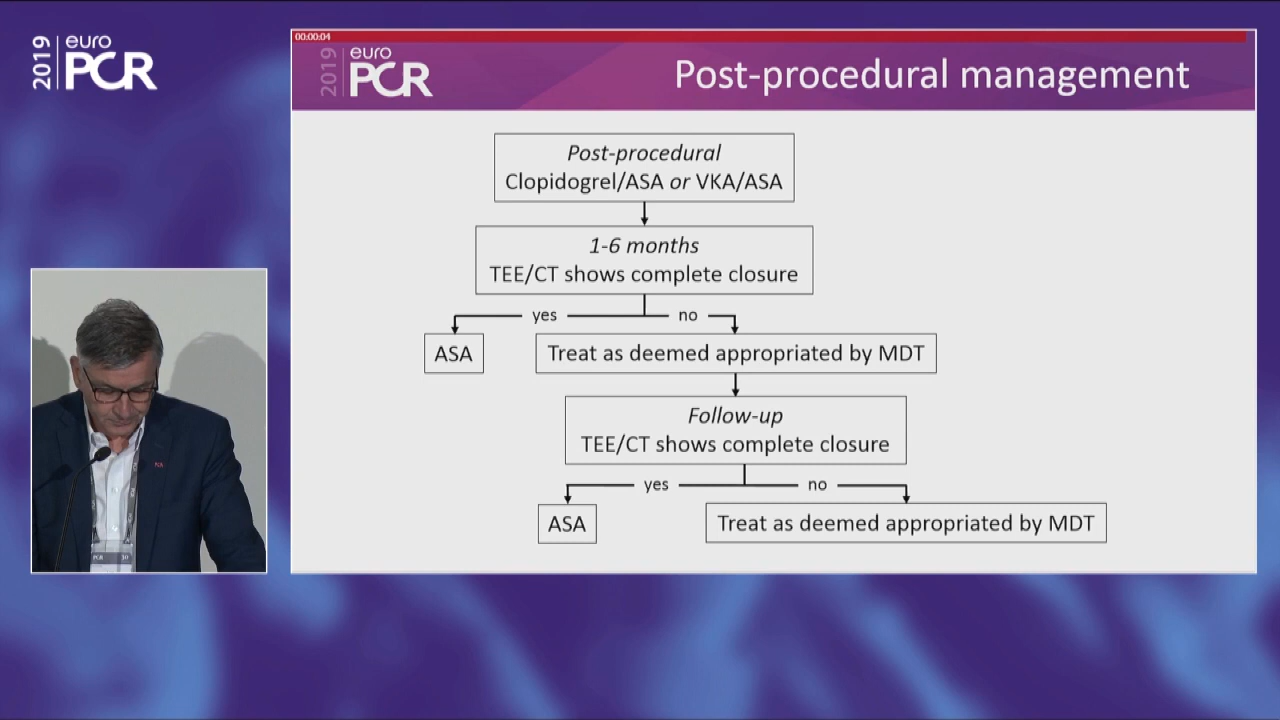 2019
euro
PCR
00:00:04
2019
euro
PCR
Post-procedural management
Post-procedural
Clopidogrel/ASA or VKA/ASA
1-6 months
TEE/CT shows complete closure
yes
no
ASA
Treat as deemed appropriated by MDT
Follow-up
TEE/CT shows complete closure
yes
no
ASA
Treat as deemed appropriated by MDT
PCR